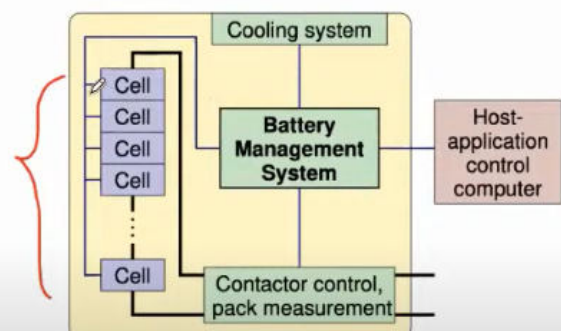 Cooling system
Cell
Cell
Cell
Cell
Cell
Battery
Management
System
Host-
application
control
computer
Contactor control,
pack measurement